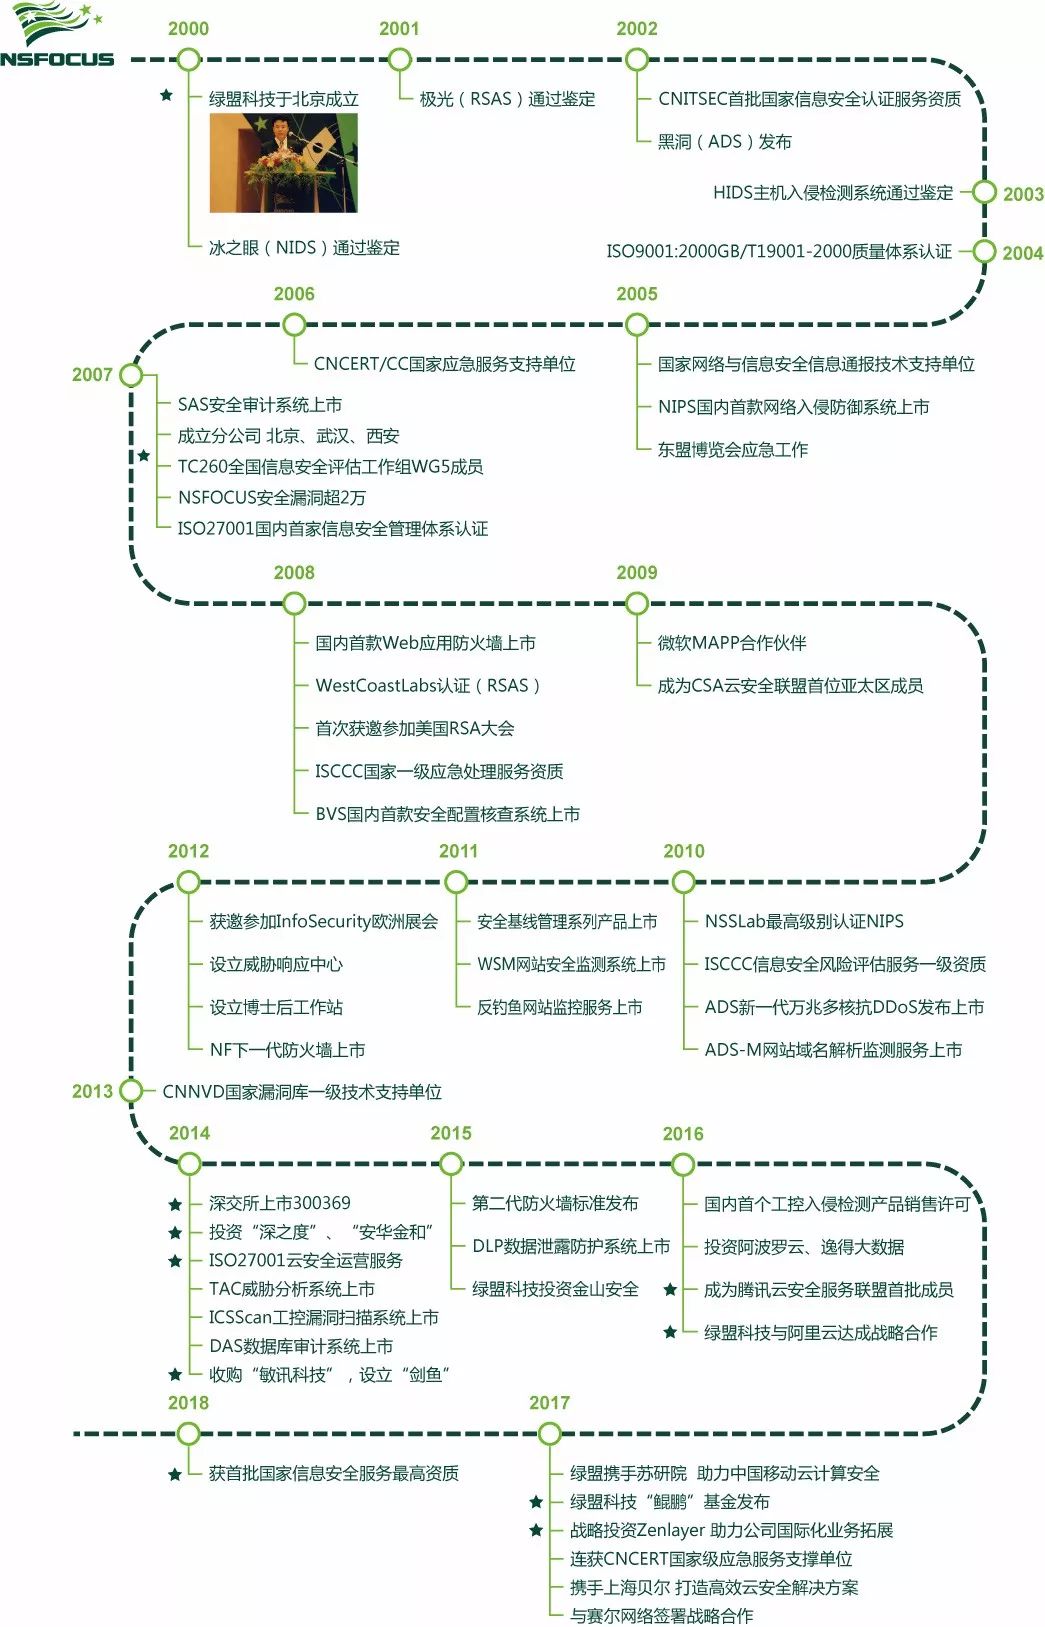 NSFOCUS
2000
绿盟科技于北京成立
冰之眼（NIDS）通过鉴定
2001
极光（RSAS）通过鉴定
2002
CNITSEC首批国家信息安全认证服务资质
黑洞（ADS）发布
2003
HIDS主机入侵检测系统通过鉴定
2004
ISO9001:2000GB/T19001-2000质量体系认证
2005
国家网络与信息安全信息通报技术支持单位
NIPS国内首款网络入侵防御系统上市
东盟博览会应急工作
2006
CNCERT/CC国家应急服务支持单位
2007
SAS安全审计系统上市
成立分公司 北京、武汉、西安
TC260全国信息安全评估工作组WG5成员
NSFOCUS安全漏洞超2万
ISO27001国内首家信息安全管理体系认证
2008
国内首款Web应用防火墙上市
WestCoastLabs认证（RSAS）
首次获邀参加美国RSA大会
ISCCC国家一级应急处理服务资质
BVS国内首款安全配置核查系统上市
2009
微软MAPP合作伙伴
成为CSA云安全联盟首位亚太区成员
2010
NSSLab最高级别认证NIPS
ISCCC信息安全风险评估服务一级资质
ADS新一代万兆多核抗DDoS发布上市
ADS-M网站域名解析监测服务上市
2011
安全基线管理系列产品上市
WSM网站安全监测系统上市
反钓鱼网站监控服务上市
2012
获邀参加InfoSecurity欧洲展会
设立威胁响应中心
设立博士后工作站
NF下一代防火墙上市
2013
CNNVD国家漏洞库一级技术支持单位
2014
深交所上市300369
投资“深之度”、“安华金和”
ISO27001云安全运营服务
TAC威胁分析系统上市
ICSScan工控漏洞扫描系统上市
DAS数据库审计系统上市
收购“敏讯科技”，设立“剑鱼”
2015
第二代防火墙标准发布
DLP数据泄露防护系统上市
绿盟科技投资金山安全
2016
国内首个工控入侵检测产品销售许可
投资阿波罗云、逸得大数据
成为腾讯云安全服务联盟首批成员
绿盟科技与阿里云达成战略合作
2017
绿盟携手苏研院 助力中国移动云计算安全
绿盟科技“鲲鹏”基金发布
战略投资Zenlayer 助力公司国际化业务拓展
连获CNCERT国家级应急服务支撑单位
携手上海贝尔 打造高效云安全解决方案
与赛尔网络签署战略合作
2018
获首批国家信息安全服务最高资质